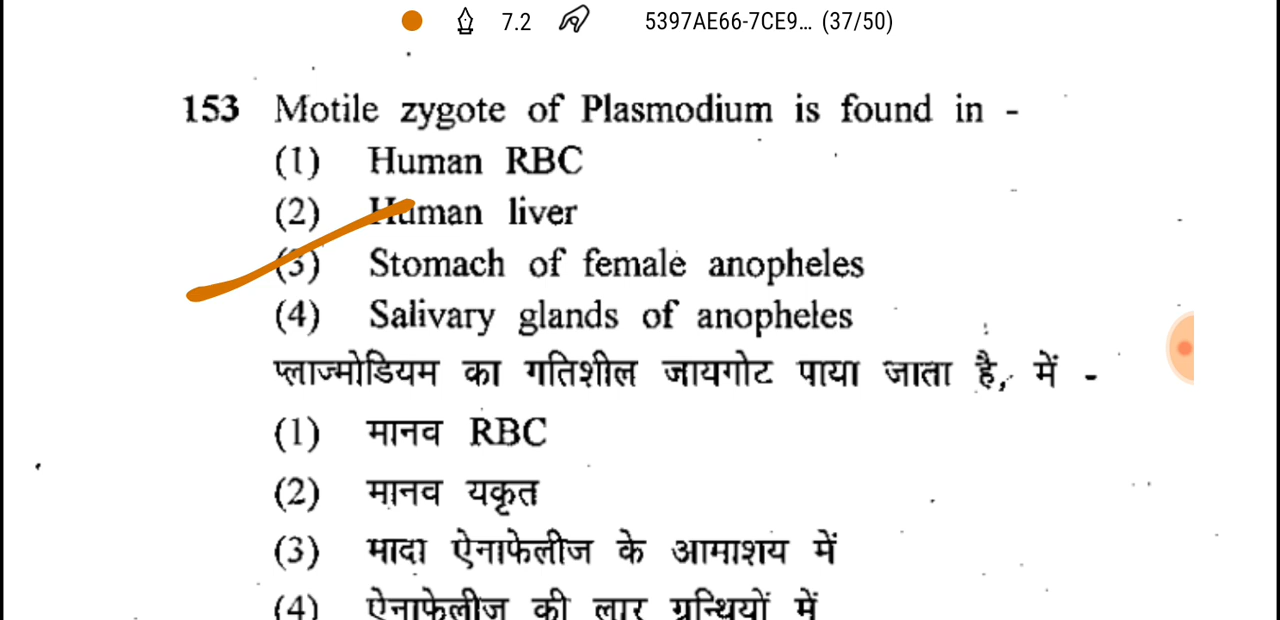 7.2 5397AE66-7CE9... (37/50)
153 Motile zygote of Plasmodium is found in -
(1) Human RBC
(2) Human liver
(3) Stomach of female anopheles
(4) Salivary glands of anopheles
प्लाज्मोडियम का गतिशील जायगोट पाया जाता है, में -
(1) मानव RBC
(2) मानव यकृत
(3) मादा ऐनाफेलीज के आमाशय में
(4) ऐनाफेलीज की लार ग्रन्थियों में